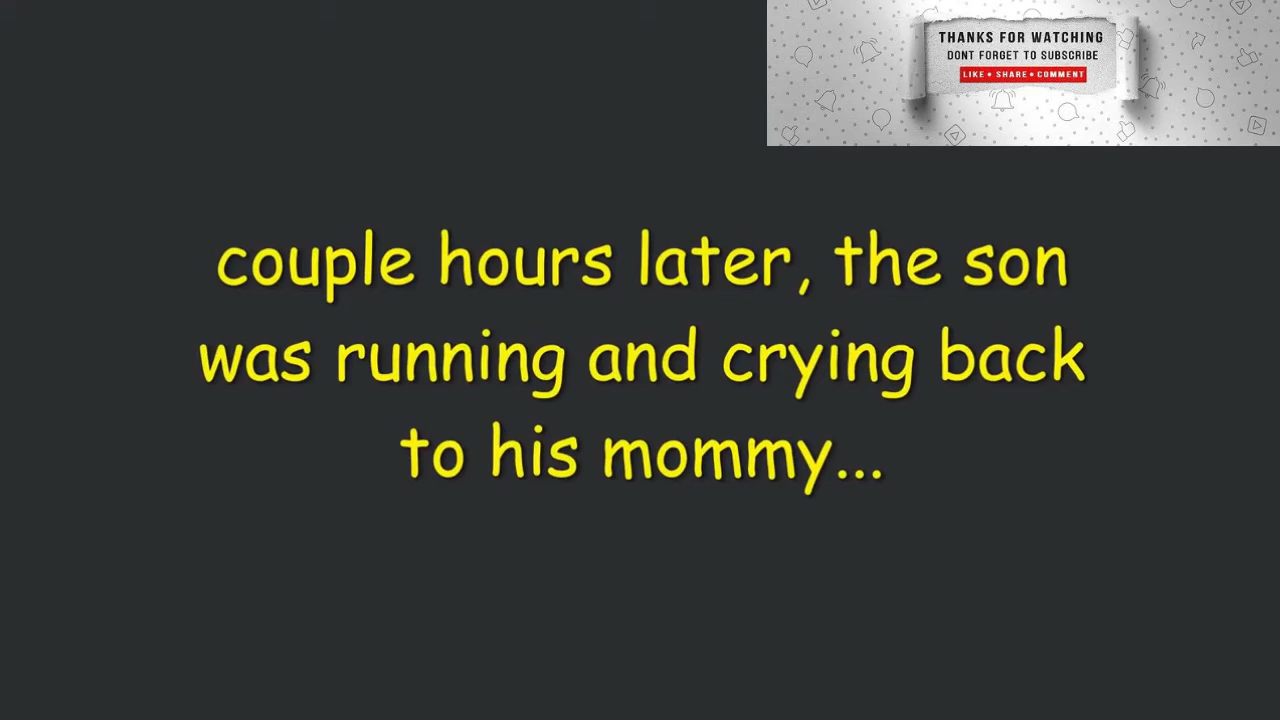 THANKS FOR WATCHING
DONT FORGET TO SUBSCRIBE
LIKE • SHARE • COMMENT
couple hours later, the son
was running and crying back
to his mommy...